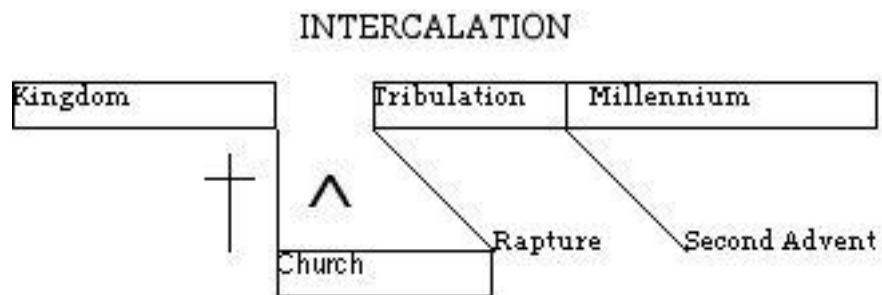 INTERCALATION
Kingdom Tribulation Millennium
Rapture Second Advent
Church